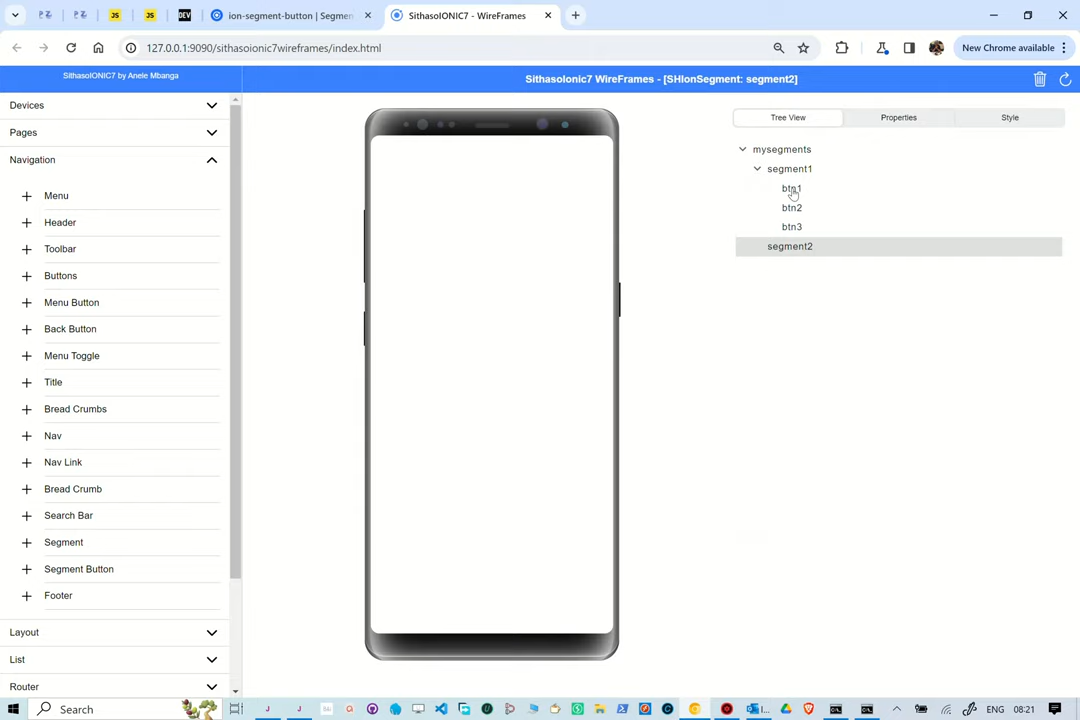 ion-segment-button | Segmen
SithasoIONIC7 - WireFrames
127.0.0.1:9090/sithasoionic7wireframes/index.html
New Chrome available
SithasoIONIC7 by Anele Mbanga
SithasoIonic7 WireFrames - [SHIonSegment: segment2]
Devices
Pages
Navigation
Menu
Header
Toolbar
Buttons
Menu Button
Back Button
Menu Toggle
Title
Bread Crumbs
Nav
Nav Link
Bread Crumb
Search Bar
Segment
Segment Button
Footer
Layout
List
Router
Tree View
Properties
Style
mysegments
segment1
btn1
btn2
btn3
segment2
Search
ENG
08:21